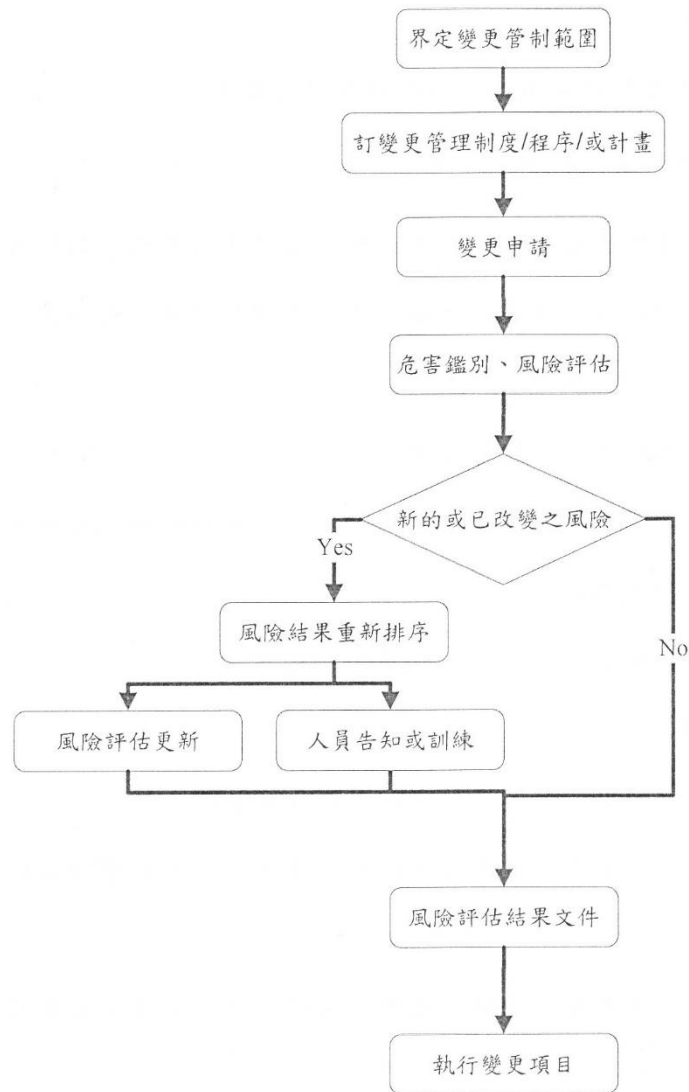 界定變更管制範圍
訂變更管理制度/程序/或計畫
變更申請
危害鑑別、風險評估
新的或已改變之風險
Yes
風險結果重新排序
No
風險評估更新
人員告知或訓練
風險評估結果文件
執行變更項目